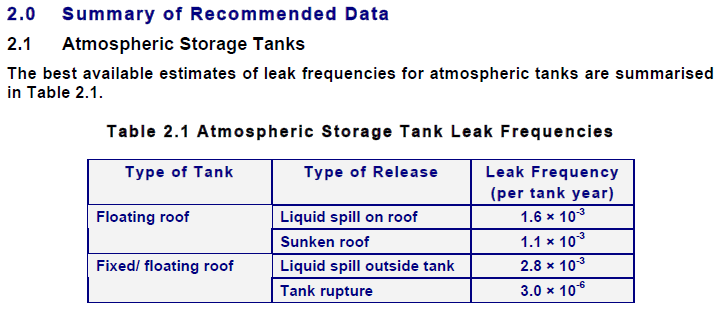 2.0 Summary of Recommended Data
2.1 Atmospheric Storage Tanks
The best available estimates of leak frequencies for atmospheric tanks are summarised
in Table 2.1.
Table 2.1 Atmospheric Storage Tank Leak Frequencies
Type of Tank Type of Release Leak Frequency
(per tank year)
Floating roof Liquid spill on roof 1.6 × 10⁻³
Sunken roof 1.1 × 10⁻³
Fixed/ floating roof Liquid spill outside tank 2.8 × 10⁻³
Tank rupture 3.0 × 10⁻⁶